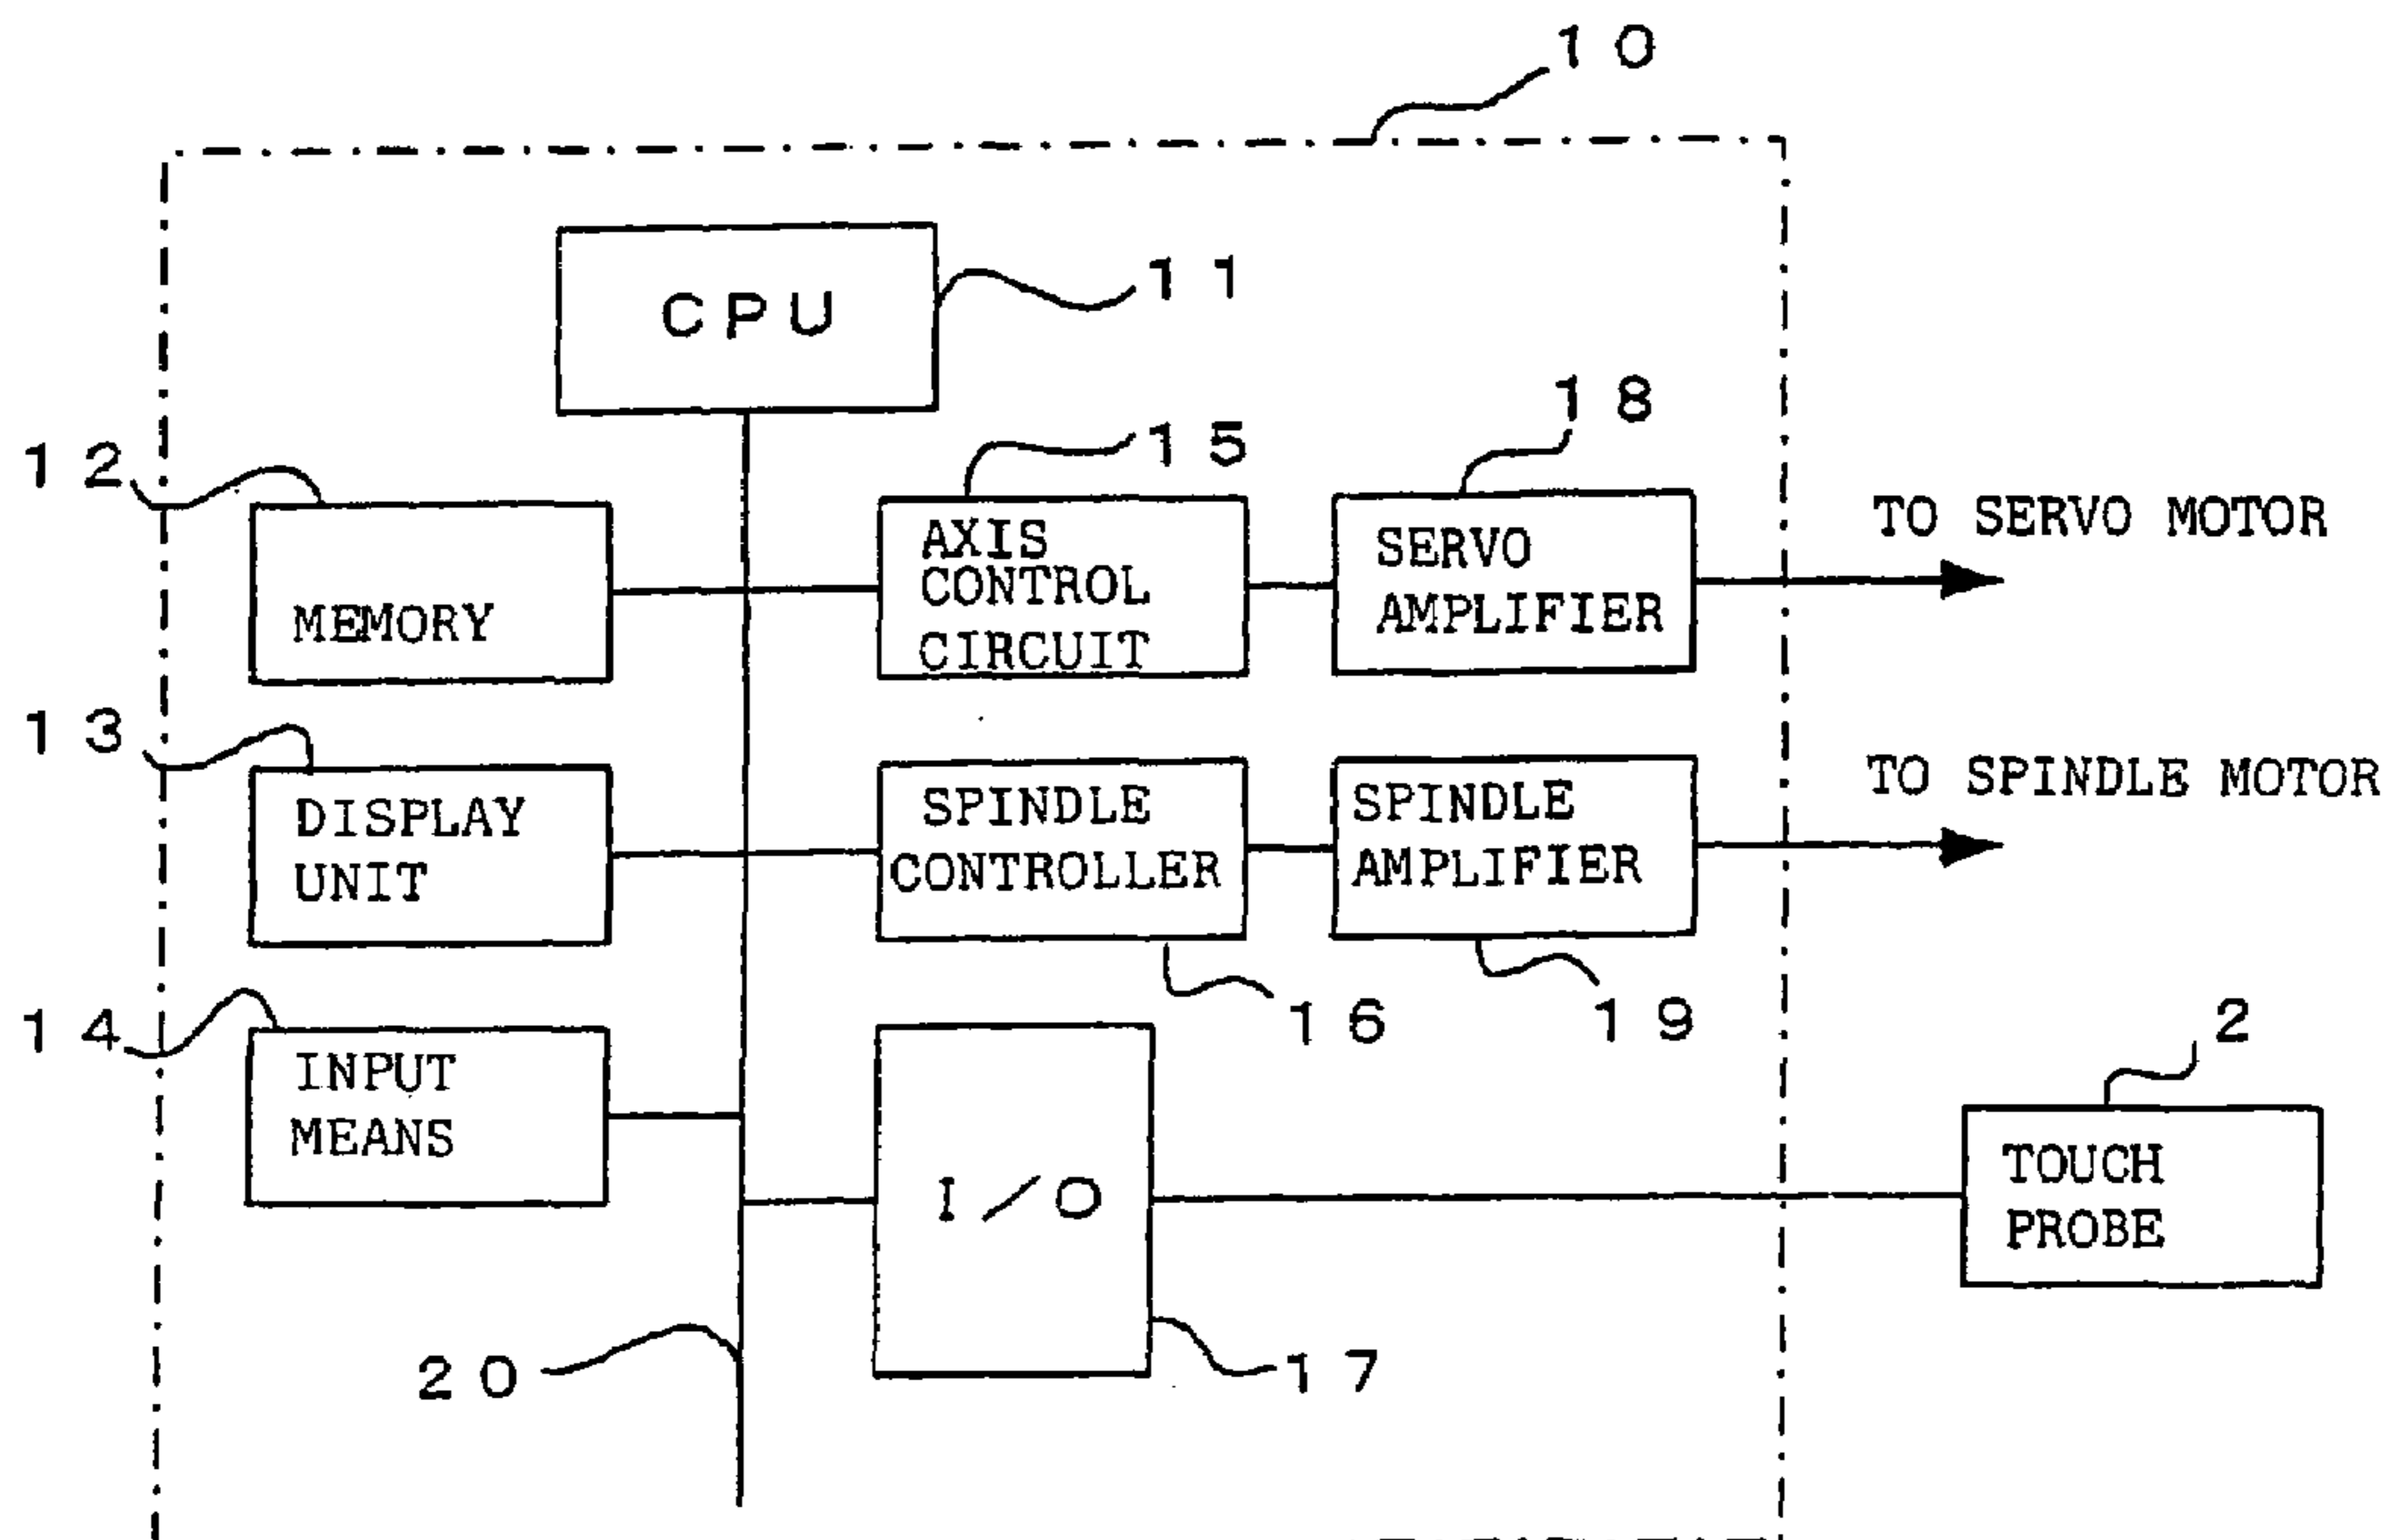 10
CPU
11
12
15
18
MEMORY
AXIS
CONTROL
CIRCUIT
SERVO
AMPLIFIER
TO SERVO MOTOR
13
DISPLAY
UNIT
SPINDLE
CONTROLLER
SPINDLE
AMPLIFIER
TO SPINDLE MOTOR
14
16
19
2
INPUT
MEANS
I/O
TOUCH
PROBE
20
17